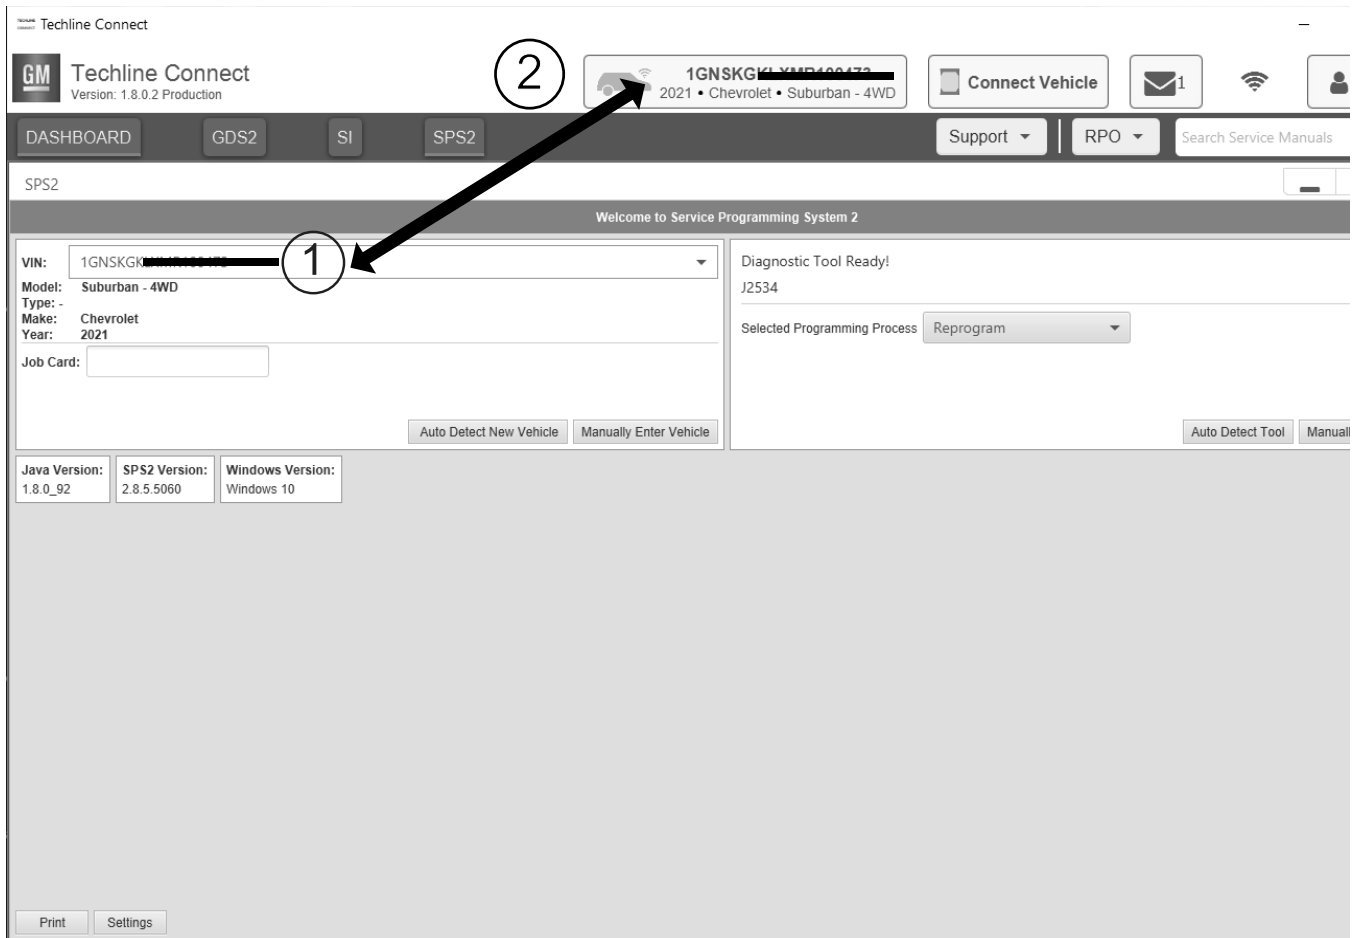 Techline Connect
GM
Techline Connect
Version: 1.8.0.2 Production
2
1GNSKGK
2021 • Chevrolet • Suburban - 4WD
Connect Vehicle
1
DASHBOARD
GDS2
SI
SPS2
Support
RPO
Search Service Manuals
SPS2
Welcome to Service Programming System 2
VIN:
1GNSKGK
1
Model: Suburban - 4WD
Type: -
Make: Chevrolet
Year: 2021
Job Card:
Auto Detect New Vehicle
Manually Enter Vehicle
Diagnostic Tool Ready!
J2534
Selected Programming Process
Reprogram
Auto Detect Tool
Manuall
Java Version:
1.8.0_92
SPS2 Version:
2.8.5.5060
Windows Version:
Windows 10
Print
Settings